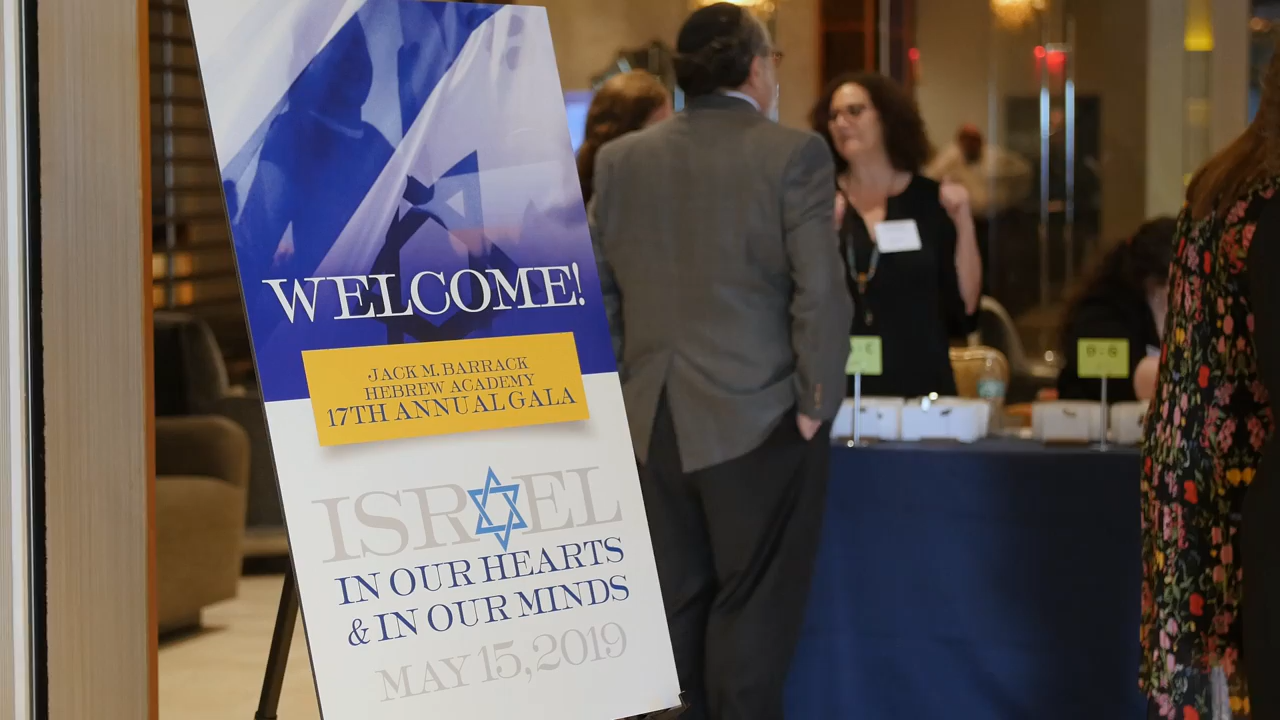 WELCOME!
JACK M. BARRACK
HEBREW ACADEMY
17TH ANNUAL GALA
ISRAEL
IN OUR HEARTS
& IN OUR MINDS
MAY 15, 2019